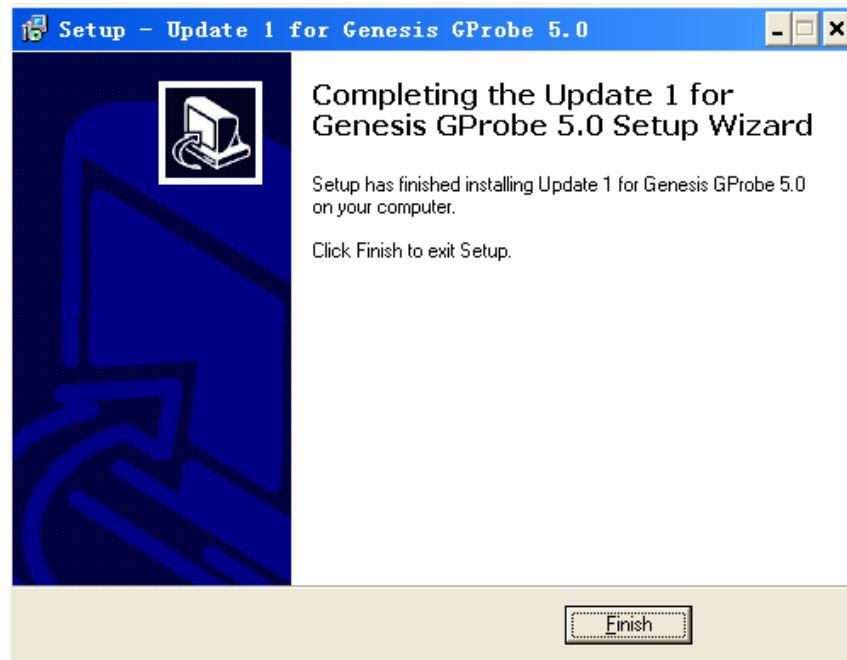 Setup - Update 1 for Genesis GProbe 5.0
Completing the Update 1 for
Genesis GProbe 5.0 Setup Wizard
Setup has finished installing Update 1 for Genesis GProbe 5.0
on your computer.
Click Finish to exit Setup.
Finish